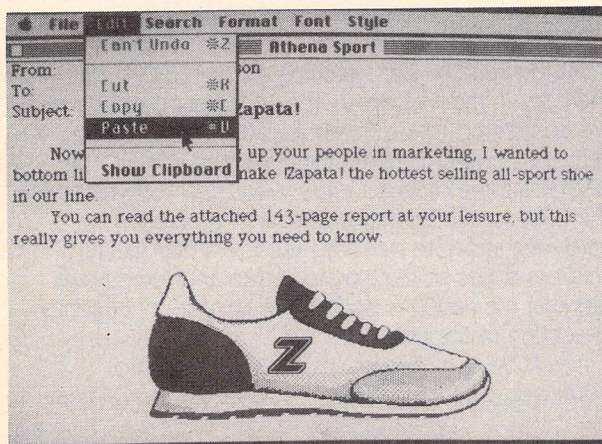 File Edit Search Format Font Style
Athena Sport
Can't Undo ⌘Z
Cut ⌘X
Copy ⌘C
Paste ⌘V
Show Clipboard
From: son
To:
Subject: Zapata!
Now up your people in marketing, I wanted to
bottom li make ¡Zapata! the hottest selling all-sport shoe
in our line.
You can read the attached 143-page report at your leisure, but this
really gives you everything you need to know:
Z